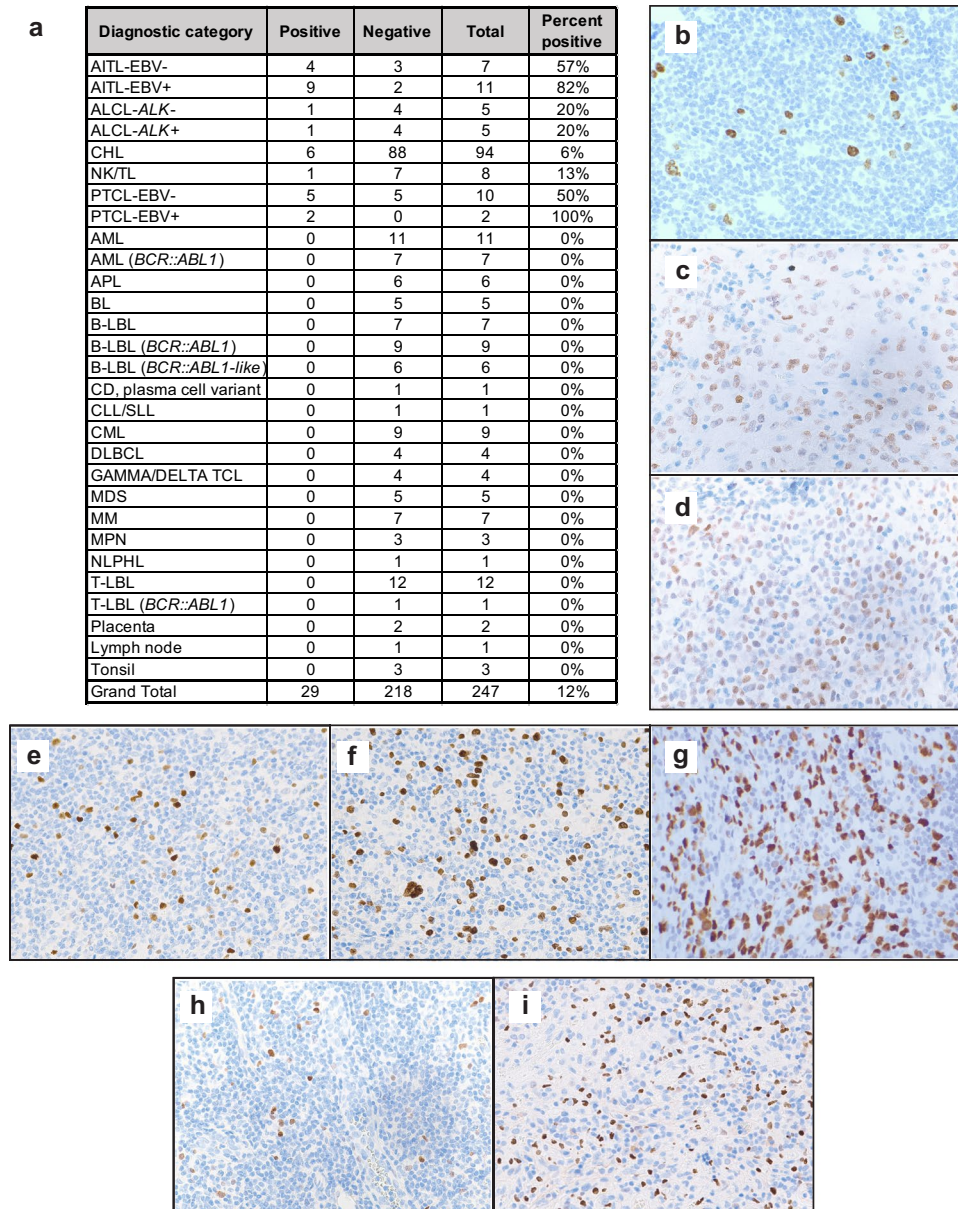 a
Diagnostic category Positive Negative Total Percent positive
AITL-EBV- 4 3 7 57%
AITL-EBV+ 9 2 11 82%
ALCL-ALK- 1 4 5 20%
ALCL-ALK+ 1 4 5 20%
CHL 6 88 94 6%
NK/TL 1 7 8 13%
PTCL-EBV- 5 5 10 50%
PTCL-EBV+ 2 0 2 100%
AML 0 11 11 0%
AML (BCR::ABL1) 0 7 7 0%
APL 0 6 6 0%
BL 0 5 5 0%
B-LBL 0 7 7 0%
B-LBL (BCR::ABL1) 0 9 9 0%
B-LBL (BCR::ABL1-like) 0 6 6 0%
CD, plasma cell variant 0 1 1 0%
CLL/SLL 0 1 1 0%
CML 0 9 9 0%
DLBCL 0 4 4 0%
GAMMA/DELTA TCL 0 4 4 0%
MDS 0 5 5 0%
MM 0 7 7 0%
MPN 0 3 3 0%
NLPHL 0 1 1 0%
T-LBL 0 12 12 0%
T-LBL (BCR::ABL1) 0 1 1 0%
Placenta 0 2 2 0%
Lymph node 0 1 1 0%
Tonsil 0 3 3 0%
Grand Total 29 218 247 12%
b
c
d
e
f
g
h
i